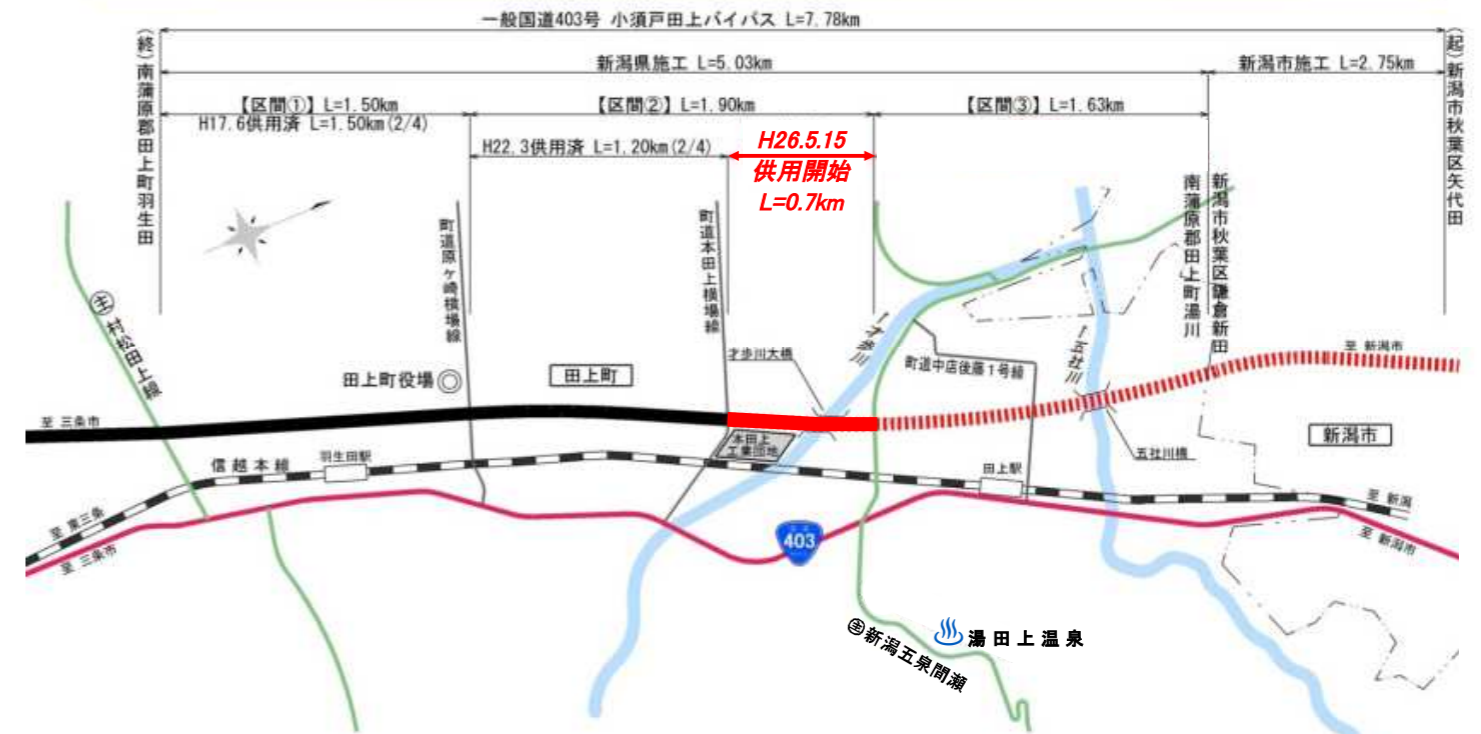 一般国道403号 小須戸田上バイパス L=7.78km
(終)南蒲原郡田上町羽生田
(起)新潟市秋葉区矢代田
新潟県施工 L=5.03km
新潟市施工 L=2.75km
【区間①】L=1.50km
【区間②】L=1.90km
【区間③】L=1.63km
H17.6供用済 L=1.50km(2/4)
H22.3供用済 L=1.20km(2/4)
H26.5.15
供用開始
L=0.7km
町道原ヶ崎横場線
町道本田上横場線
南蒲原郡田上町湯川
新潟市秋葉区鎌倉新田
主 村松田上線
田上町役場
田上町
才歩川大橋
←才歩川
町道中店後藤1号線
←五社川
至 新潟市
至 三条市
本田上
工業団地
新潟市
五社川橋
信越本線
羽生田駅
田上駅
至 新潟
至 東三条
至 三条市
至 新潟市
403
主 新潟五泉間瀬
湯田上温泉